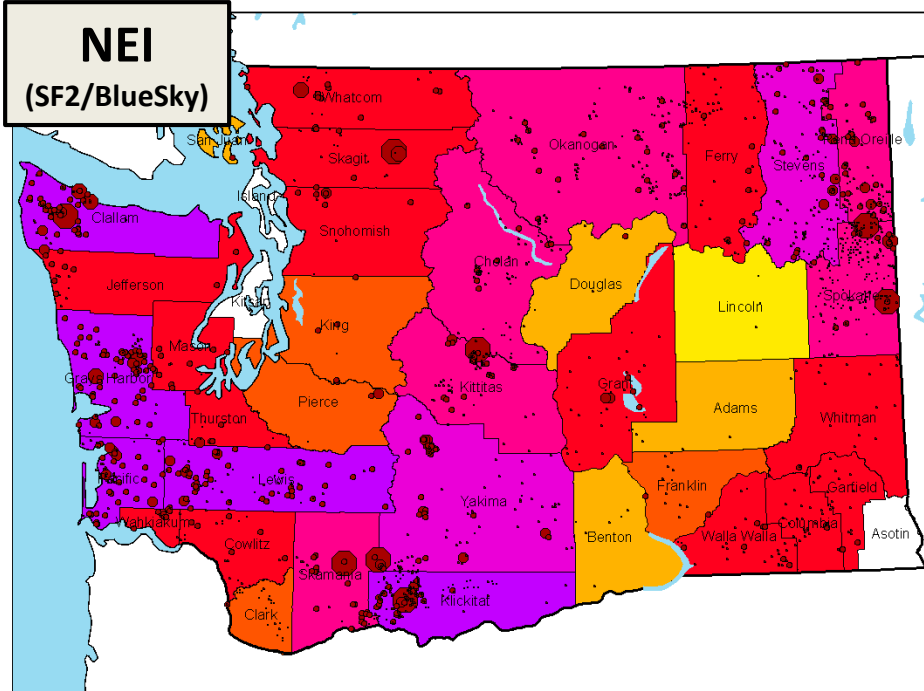 NEI
(SF2/BlueSky)
Whatcom
San Juan
Skagit
Okanogan
Ferry
Stevens
Pend Oreille
Island
Clallam
Snohomish
Chelan
Jefferson
Douglas
Kitsap
King
Lincoln
Spokane
Mason
Grays Harbor
Kittitas
Grant
Pierce
Adams
Thurston
Whitman
Pacific
Lewis
Yakima
Franklin
Garfield
Wahkiakum
Cowlitz
Benton
Walla Walla
Columbia
Asotin
Skamania
Klickitat
Clark